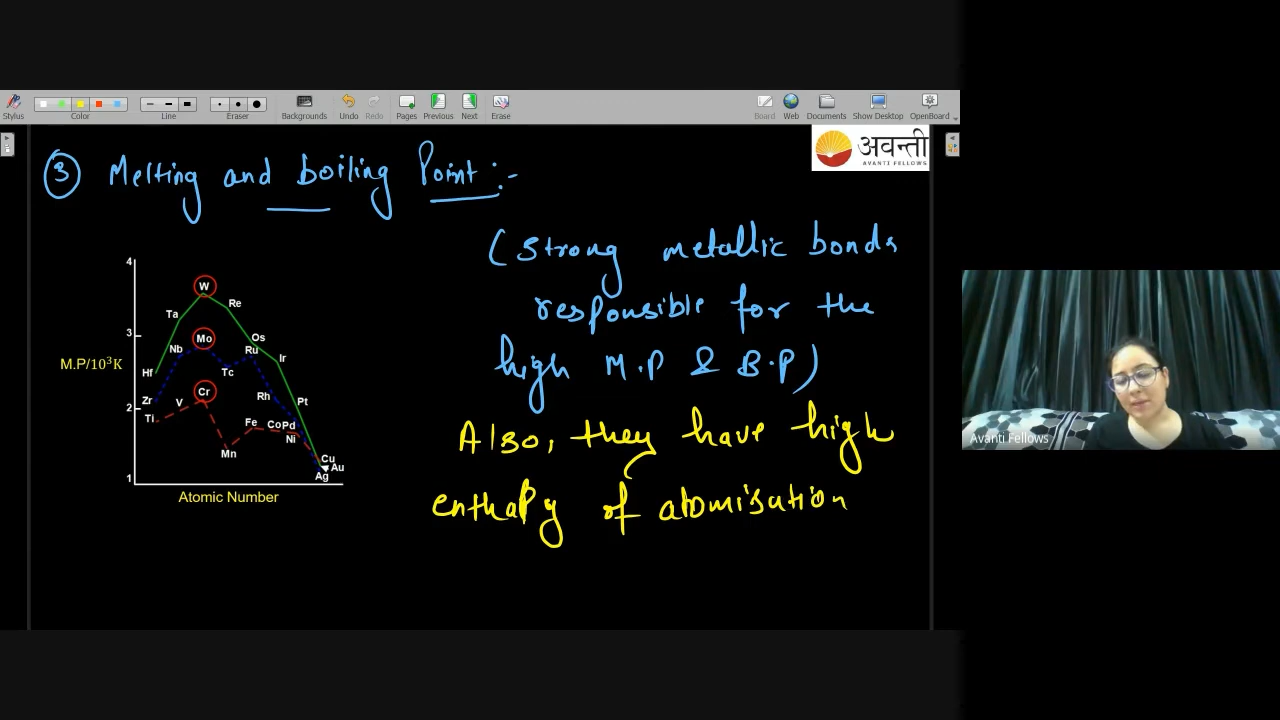 Stylus
Color
Line
Eraser
Backgrounds
Undo
Redo
Pages
Previous
Next
Erase
Board
Web
Documents
Show Desktop
OpenBoard
अवन्ती
AVANTI FELLOWS
③ Melting and boiling Point :-
(strong metallic bonds
responsible for the
high M.P & B.P)
Also, they have high
enthalpy of atomisation
4
3
2
1
M.P/10³K
W
Re
Ta
Os
Mo
Nb
Ru
Ir
Hf
Tc
Cr
Rh
Zr
V
Pt
Ti
Fe
Co
Pd
Ni
Mn
Cu
Au
Ag
Atomic Number
Avanti Fellows